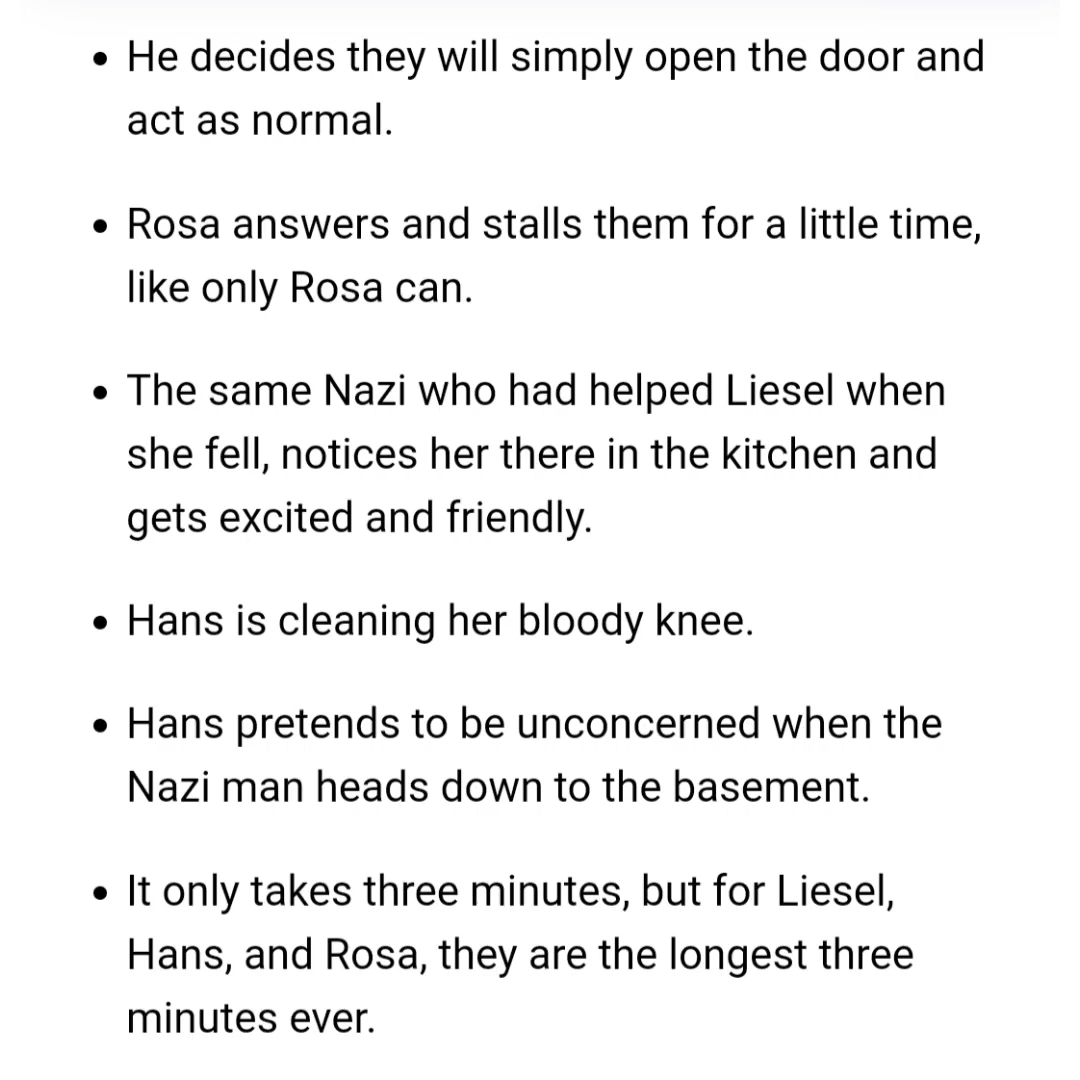 • He decides they will simply open the door and
act as normal.
• Rosa answers and stalls them for a little time,
like only Rosa can.
• The same Nazi who had helped Liesel when
she fell, notices her there in the kitchen and
gets excited and friendly.
• Hans is cleaning her bloody knee.
• Hans pretends to be unconcerned when the
Nazi man heads down to the basement.
• It only takes three minutes, but for Liesel,
Hans, and Rosa, they are the longest three
minutes ever.